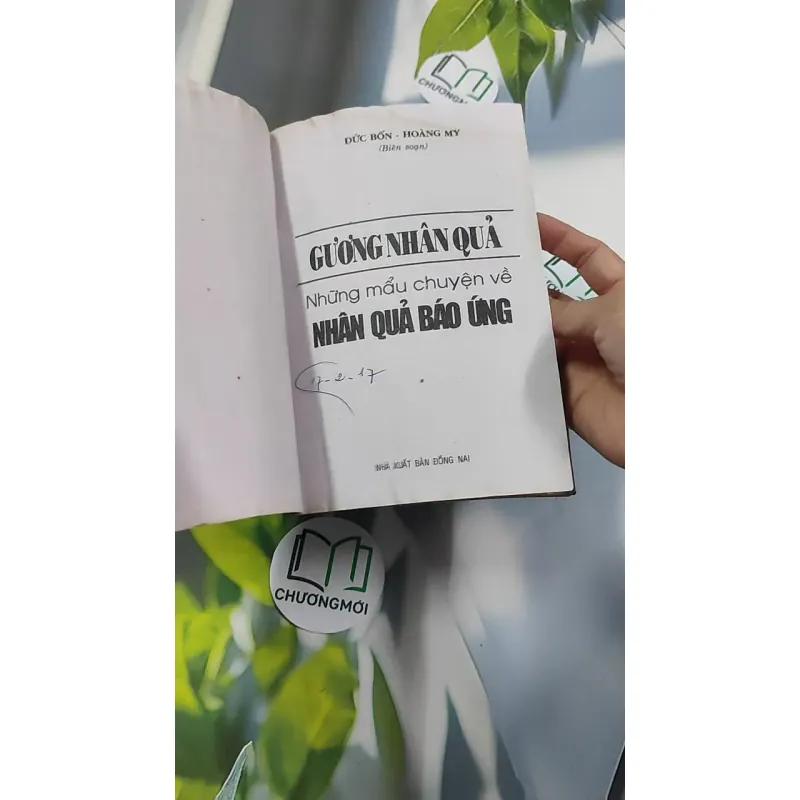 CHƯƠNGMỚI
ĐỨC BỐN - HOÀNG MY
(Biên soạn)
GƯƠNG NHÂN QUẢ
Những mẩu chuyện về
NHÂN QUẢ BÁO ỨNG
17-2-17
NHÀ XUẤT BẢN ĐỒNG NAI
CHƯƠNGMỚI